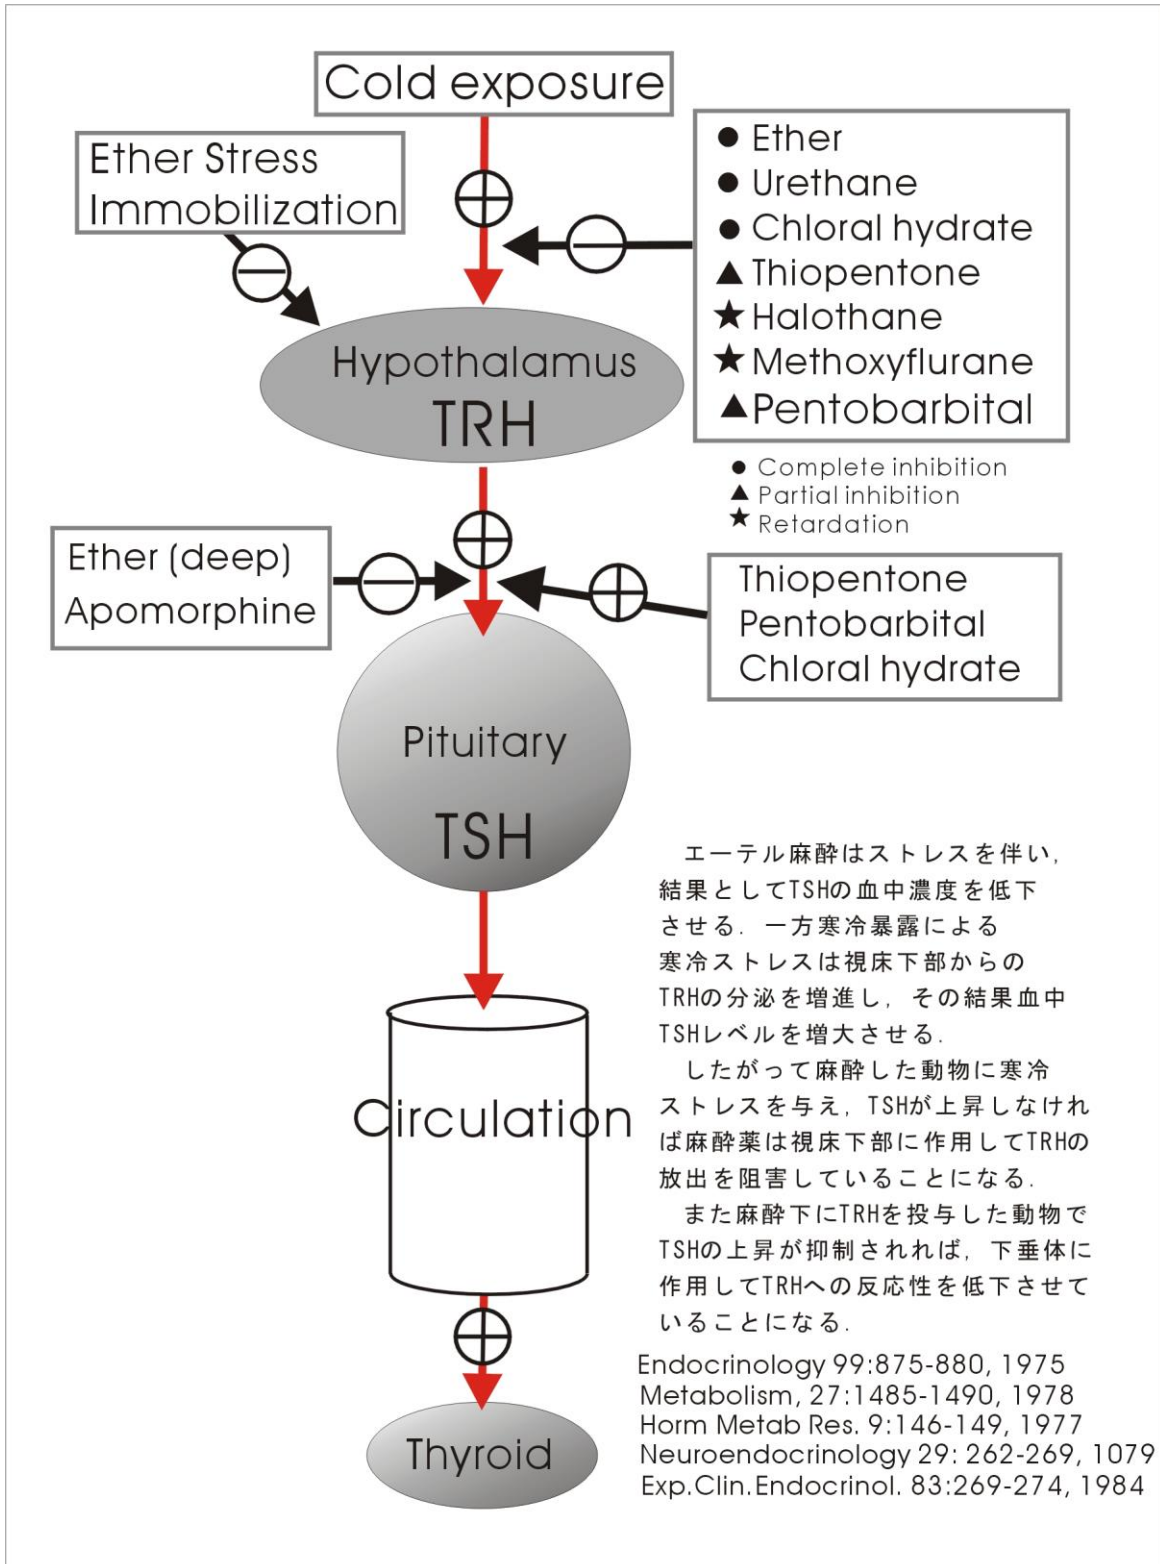 Cold exposure
Ether Stress
Immobilization
● Ether
● Urethane
● Chloral hydrate
▲ Thiopentone
★ Halothane
★ Methoxyflurane
▲ Pentobarbital
● Complete inhibition
▲ Partial inhibition
★ Retardation
Hypothalamus
TRH
Ether (deep)
Apomorphine
Thiopentone
Pentobarbital
Chloral hydrate
Pituitary
TSH
エーテル麻酔はストレスを伴い,
結果としてTSHの血中濃度を低下
させる. 一方寒冷暴露による
寒冷ストレスは視床下部からの
TRHの分泌を増進し, その結果血中
TSHレベルを増大させる.
したがって麻酔した動物に寒冷
ストレスを与え, TSHが上昇しなけれ
ば麻酔薬は視床下部に作用してTRHの
放出を阻害していることになる.
また麻酔下にTRHを投与した動物で
TSHの上昇が抑制されれば, 下垂体に
作用してTRHへの反応性を低下させて
いることになる.
Circulation
Thyroid
Endocrinology 99:875-880, 1975
Metabolism, 27:1485-1490, 1978
Horm Metab Res. 9:146-149, 1977
Neuroendocrinology 29: 262-269, 1079
Exp.Clin.Endocrinol. 83:269-274, 1984